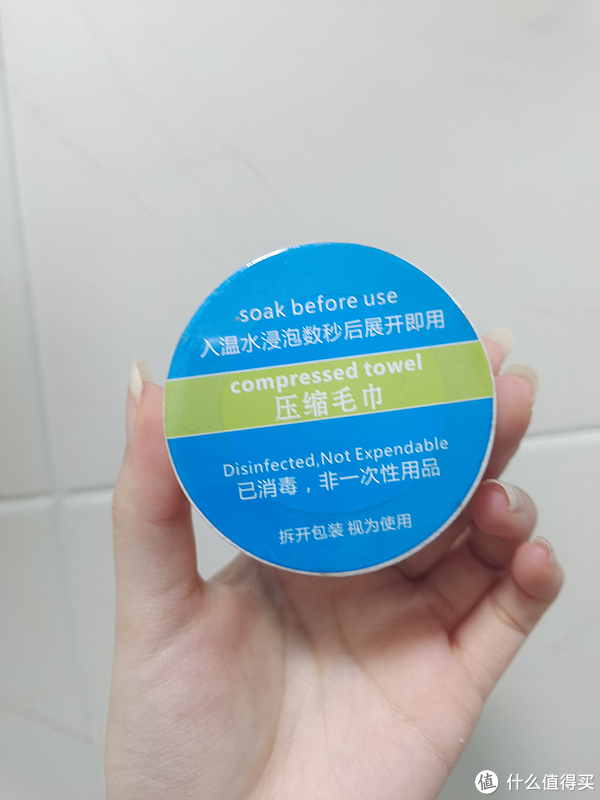 soak before use
入温水浸泡数秒后展开即用
compressed towel
压缩毛巾
Disinfected,Not Expendable
已消毒，非一次性用品
拆开包装 视为使用
值 什么值得买